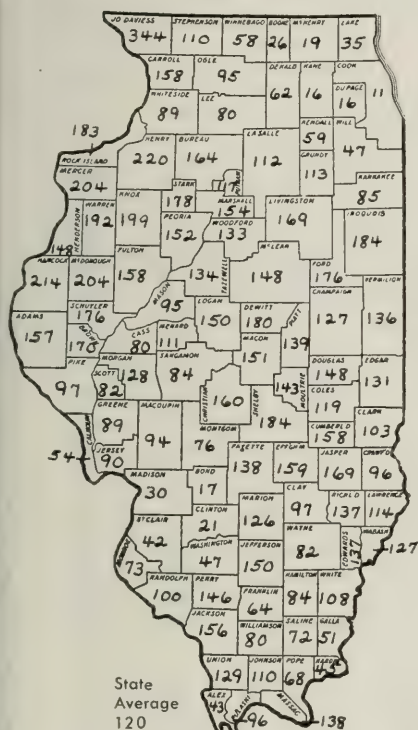 JO DAVIESS STEPHENSON WINNEBAGO BOONE McHENRY LAKE
344 110 58 26 19 35
CARROLL OGLE DEKALB KANE COOK
158 95 62 16 11
WHITESIDE LEE DUPAGE
89 80 16
KENDALL WILL
59 47
183
ROCK ISLAND
HENRY BUREAU LASALLE GRUNDY
220 164 112 113
MERCER STARK PUTNAM KANKAKEE
204 178 85
HENDERSON WARREN KNOX PEORIA MARSHALL LIVINGSTON IROQUOIS
148 192 199 152 154 169 184
WOODFORD
133
HANCOCK McDONOUGH FULTON TAZEWELL McLEAN FORD VERMILION
214 204 158 134 148 176 136
SCHUYLER MASON LOGAN DEWITT PIATT CHAMPAIGN
176 95 150 180 139 127
ADAMS BROWN CASS MENARD MACON
157 170 80 111 151
PIKE SCOTT MORGAN SANGAMON CHRISTIAN SHELBY MOULTRIE DOUGLAS EDGAR
97 82 128 84 160 184 143 148 131
COLES
119
CALHOUN GREENE MACOUPIN MONTGOM CUMBERL'D CLARK
54 89 94 76 158 103
JERSEY FAYETTE EFF'GH'M JASPER CRAWF'D
90 138 159 169 96
MADISON BOND CLAY RICHL'D LAWRENCE
30 17 97 137 114
ST CLAIR CLINTON MARION WAYNE EDWARDS WABASH
42 21 126 82 137 127
MONROE WASHINGTON JEFFERSON
73 47 150
RANDOLPH PERRY FRANKLIN HAMILTON WHITE
100 146 64 84 108
JACKSON WILLIAMSON SALINE GALLA
156 80 72 51
UNION JOHNSON POPE HARDIN
129 110 68
ALEX PULASKI MASSAC
43 96 138
State
Average
120